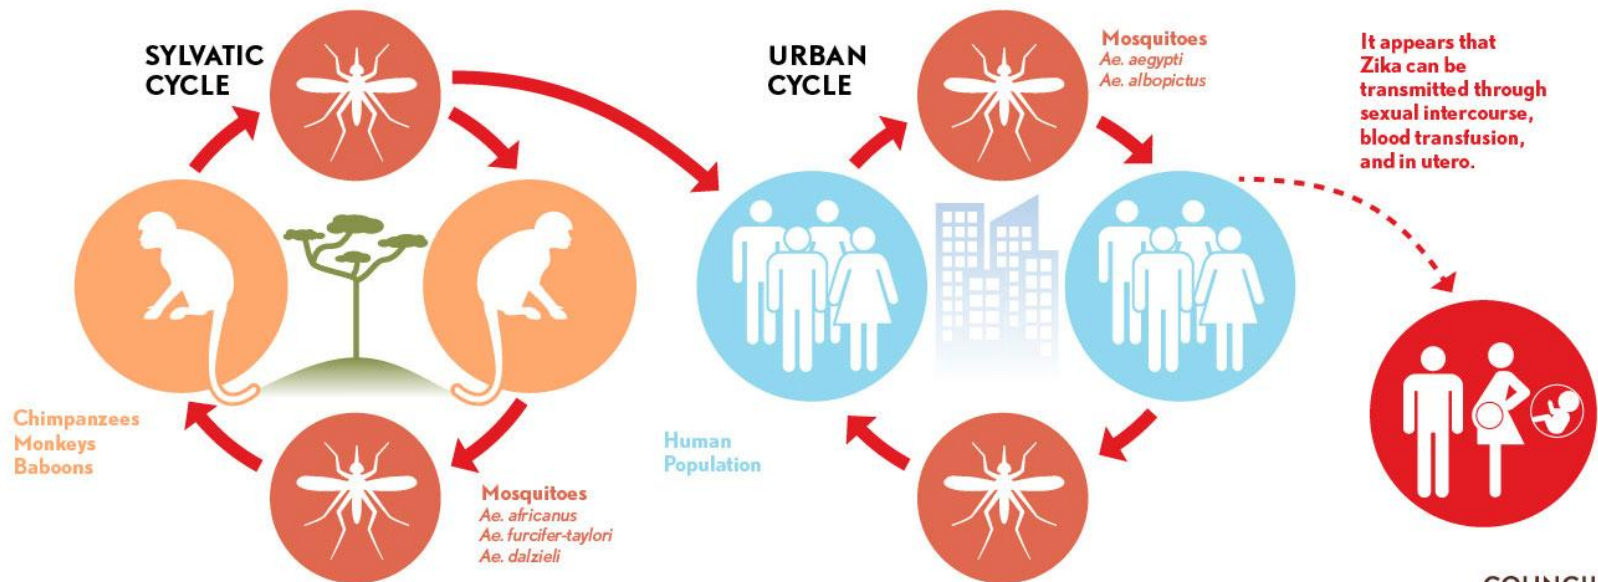 SYLVATIC
CYCLE
URBAN
CYCLE
Mosquitoes
Ae. aegypti
Ae. albopictus
It appears that
Zika can be
transmitted through
sexual intercourse,
blood transfusion,
and in utero.
Chimpanzees
Monkeys
Baboons
Human
Population
Mosquitoes
Ae. africanus
Ae. furcifer-taylori
Ae. dalzieli